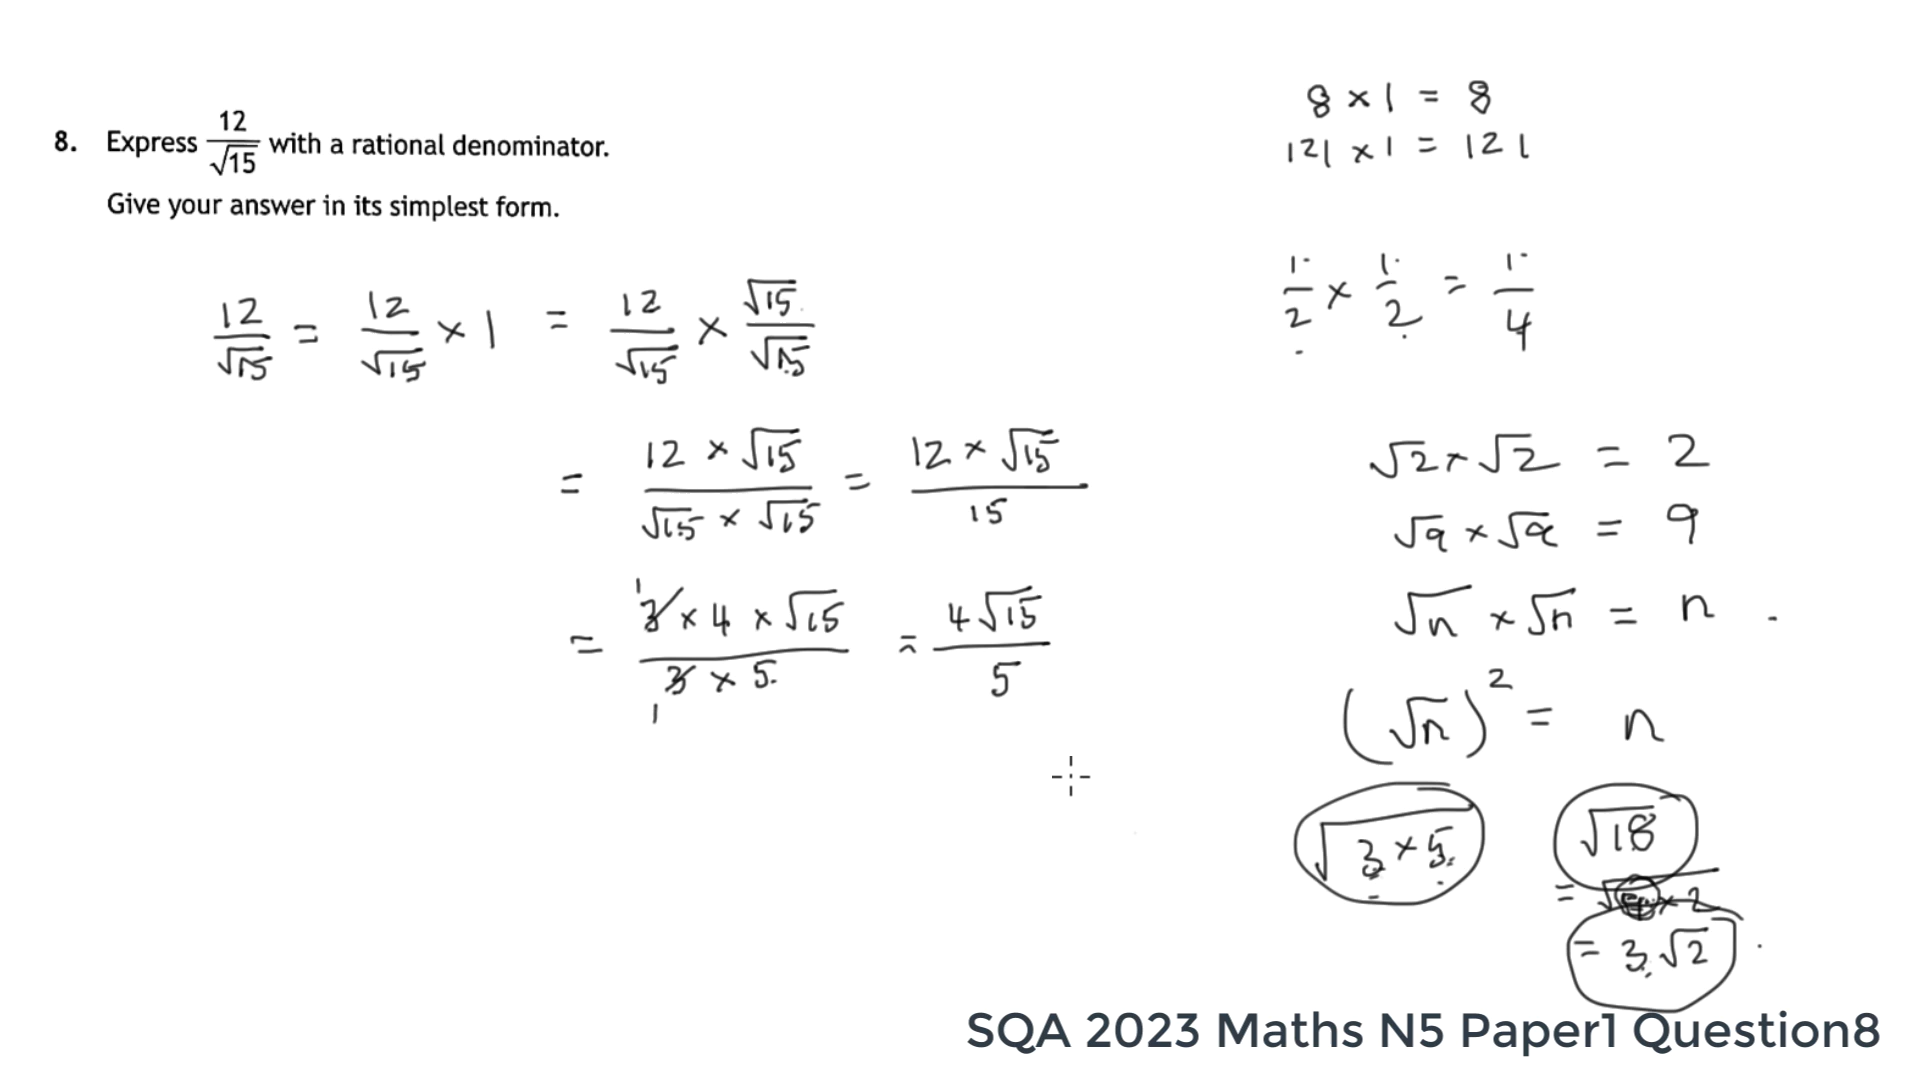 8. Express 12/√15 with a rational denominator.
Give your answer in its simplest form.
12/√15 = 12/√15 × 1 = 12/√15 × √15/√15
= (12 × √15)/(√15 × √15) = (12 × √15)/15
= (3 × 4 × √15)/(3 × 5) = 4√15/5
1
1
8 × 1 = 8
121 × 1 = 121
1/2 × 1/2 = 1/4
√2 × √2 = 2
√9 × √9 = 9
√n × √n = n
(√n)² = n
√3 × 5
√18
× 2
= 3√2
SQA 2023 Maths N5 Paper1 Question8